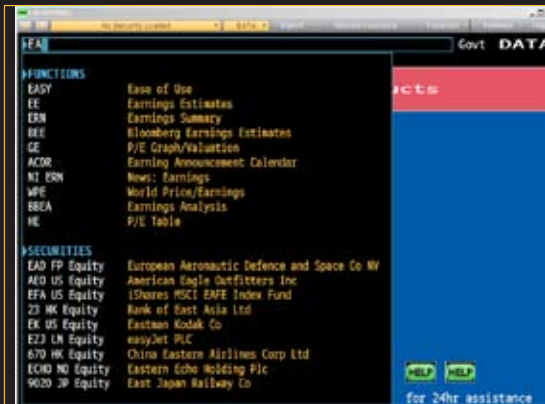 No Security Loaded
DATA
EA
Govt DATA
FUNCTIONS
EASY Ease of Use
EE Earnings Estimates
ERN Earnings Summary
BEE Bloomberg Earnings Estimates
GE P/E Graph/Valuation
ACDR Earning Announcement Calendar
NI ERN News: Earnings
WPE World Price/Earnings
BBEA Earnings Analysis
HE P/E Table
ucts
SECURITIES
EAD FP Equity European Aeronautic Defence and Space Co NV
AEO US Equity American Eagle Outfitters Inc
EFA US Equity iShares MSCI EAFE Index Fund
23 HK Equity Bank of East Asia Ltd
EK US Equity Eastman Kodak Co
EZJ LN Equity easyJet PLC
670 HK Equity China Eastern Airlines Corp Ltd
ECHO NO Equity Eastern Echo Holding Plc
9020 JP Equity East Japan Railway Co
HELP HELP
for 24hr assistance